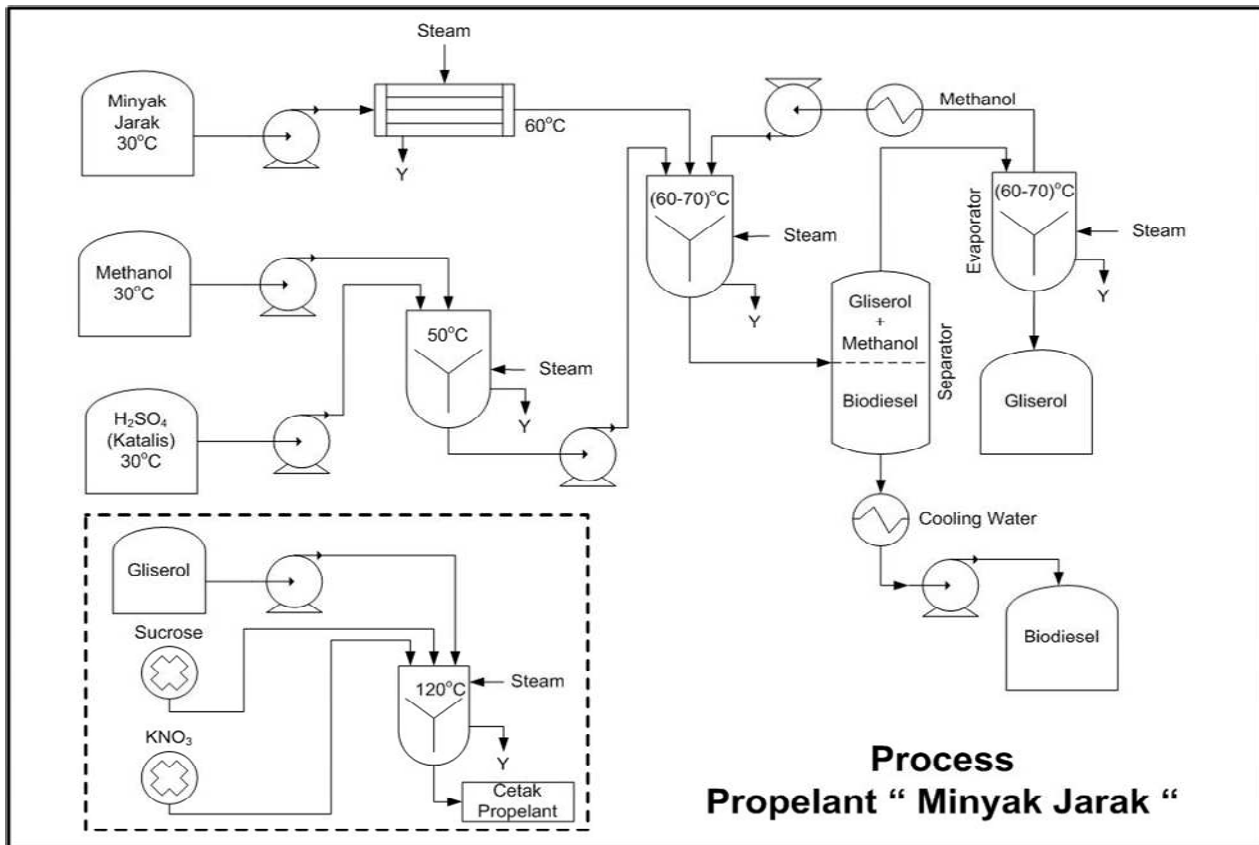 Steam
Minyak
Jarak
30°C
60°C
Y
Methanol
(60-70)°C
Steam
Y
Evaporator
(60-70)°C
Steam
Y
Methanol
30°C
50°C
Steam
Y
Gliserol
+
Methanol
Biodiesel
Separator
Gliserol
H₂SO₄
(Katalis)
30°C
Cooling Water
Biodiesel
Gliserol
Sucrose
KNO₃
120°C
Steam
Y
Cetak
Propelant
Process
Propelant “ Minyak Jarak “